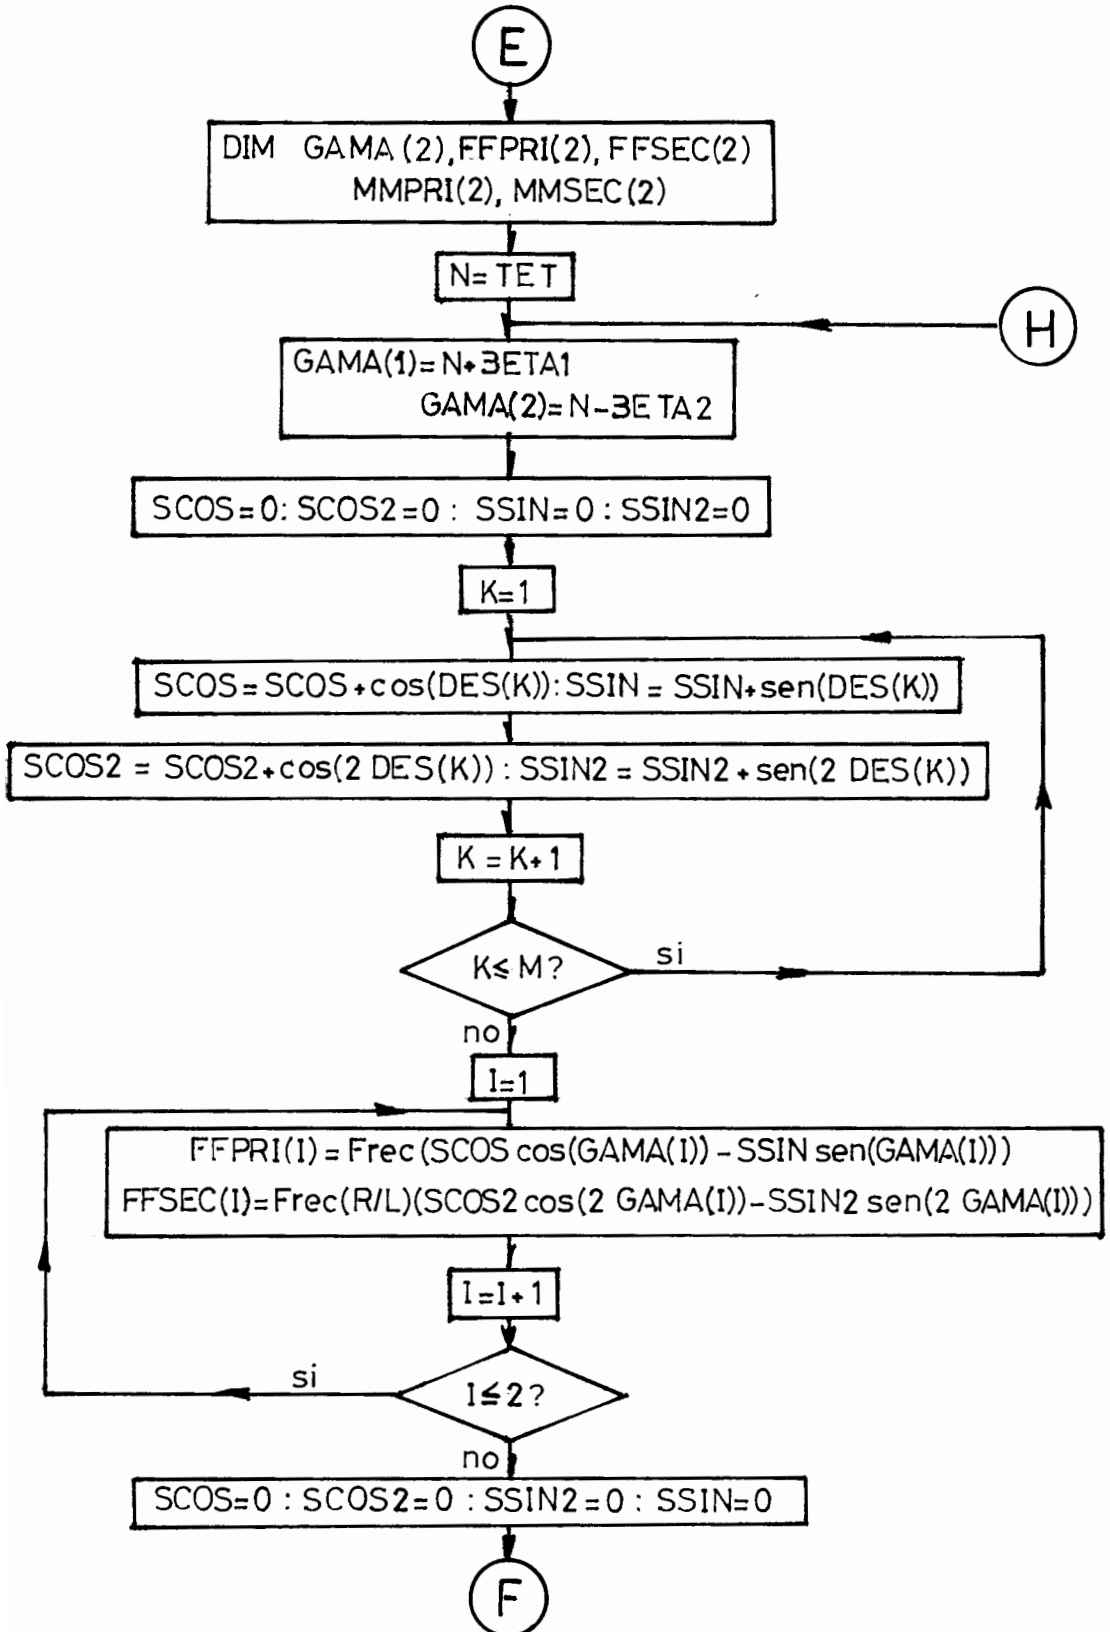 E
DIM GAMA (2), FFPRI(2), FFSEC(2)
MMPRI(2), MMSEC(2)
N= TET
H
GAMA(1)= N+BETA1
GAMA(2)= N-BETA2
SCOS=0: SCOS2=0 : SSIN=0 : SSIN2=0
K=1
SCOS=SCOS+cos(DES(K)):SSIN = SSIN+sen(DES(K))
SCOS2 = SCOS2+cos(2 DES(K)) : SSIN2 = SSIN2 + sen(2 DES(K))
K = K+1
K≤ M?
si
no
I=1
FFPRI(I) = Frec(SCOS cos(GAMA(I)) - SSIN sen(GAMA(I)))
FFSEC(I)=Frec(R/L)(SCOS2 cos(2 GAMA(I))-SSIN2 sen(2 GAMA(I)))
I=I+1
si
I≤2?
no
SCOS=0 : SCOS2=0 : SSIN2=0 : SSIN=0
F